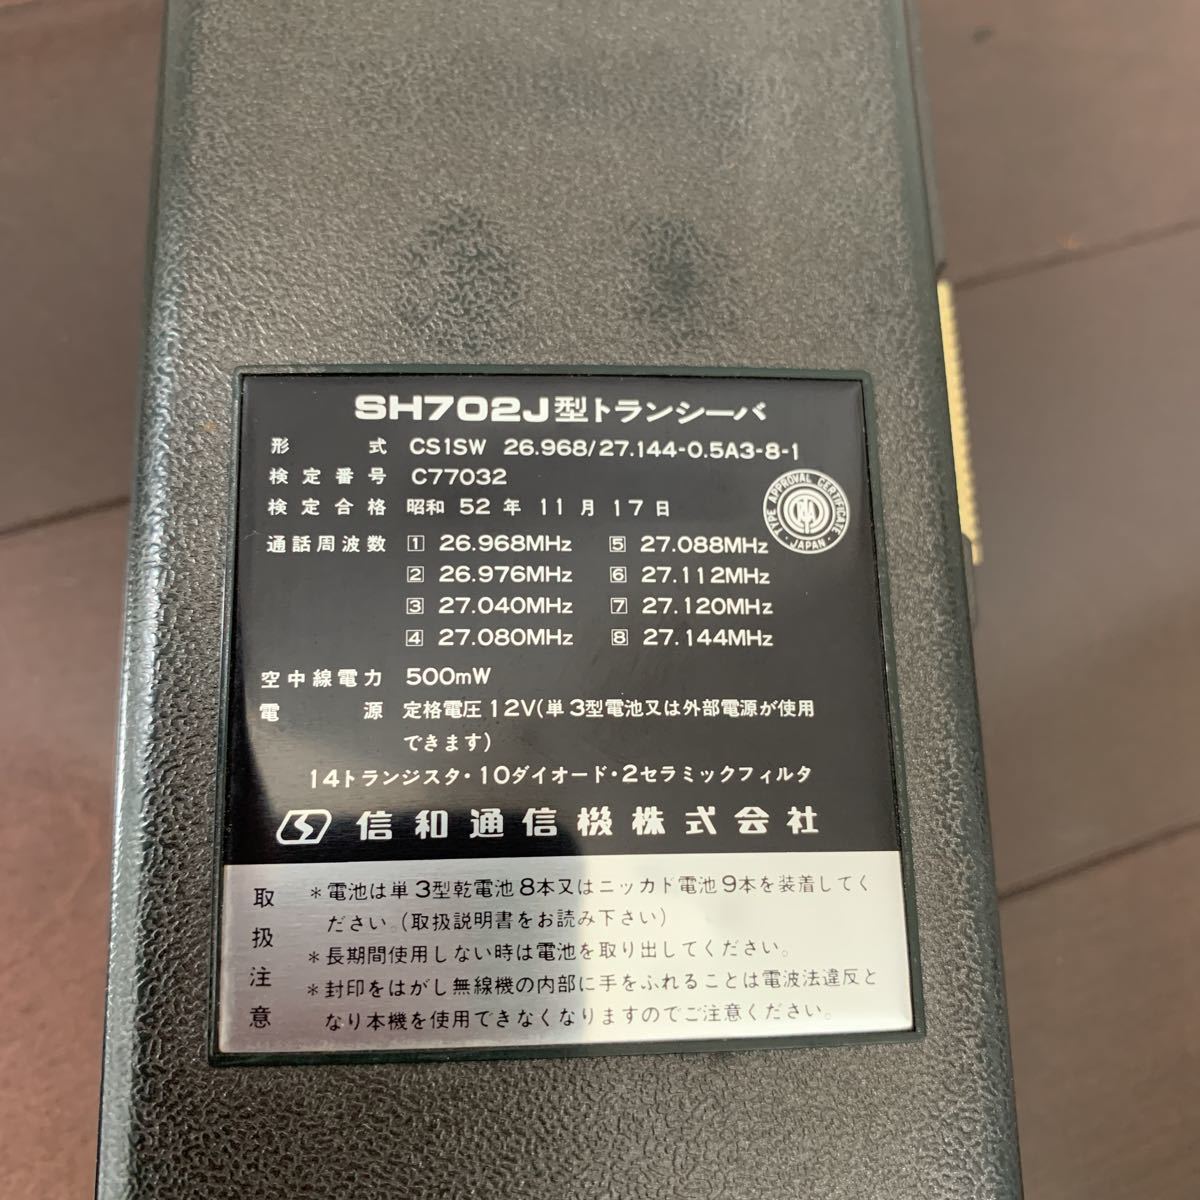 SH702J型トランシーバ
形式 CS1SW 26.968/27.144-0.5A3-8-1
検定番号 C77032
検定合格 昭和 52 年 11 月 17 日
TYPE APPROVAL CERTIFICATE・JAPAN・
通話周波数 1 26.968MHz 5 27.088MHz
2 26.976MHz 6 27.112MHz
3 27.040MHz 7 27.120MHz
4 27.080MHz 8 27.144MHz
空中線電力 500mW
電源 定格電圧 12V(単3型電池又は外部電源が使用
できます)
14トランジスタ・10ダイオード・2セラミックフィルタ
信和通信機株式会社
取扱注意
*電池は単3型乾電池8本又はニッカド電池9本を装着してく
ださい。(取扱説明書をお読み下さい)
*長期間使用しない時は電池を取り出してください。
*封印をはがし無線機の内部に手をふれることは電波法違反と
なり本機を使用できなくなりますのでご注意ください。